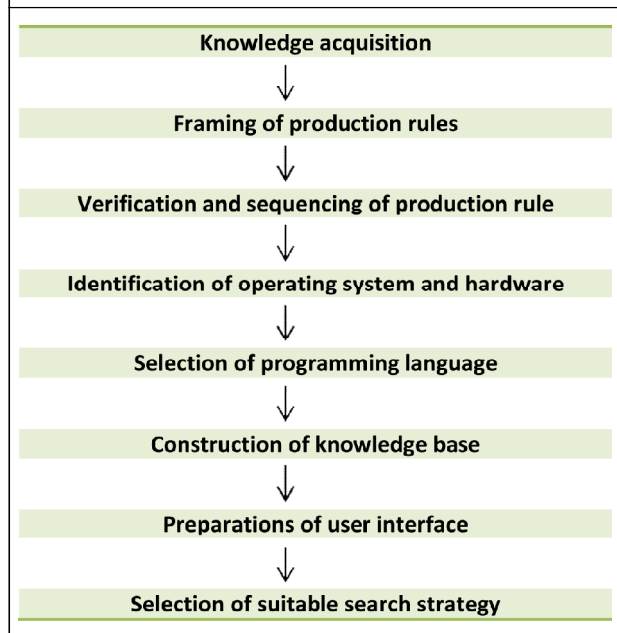 Knowledge acquisition
Framing of production rules
Verification and sequencing of production rule
Identification of operating system and hardware
Selection of programming language
Construction of knowledge base
Preparations of user interface
Selection of suitable search strategy